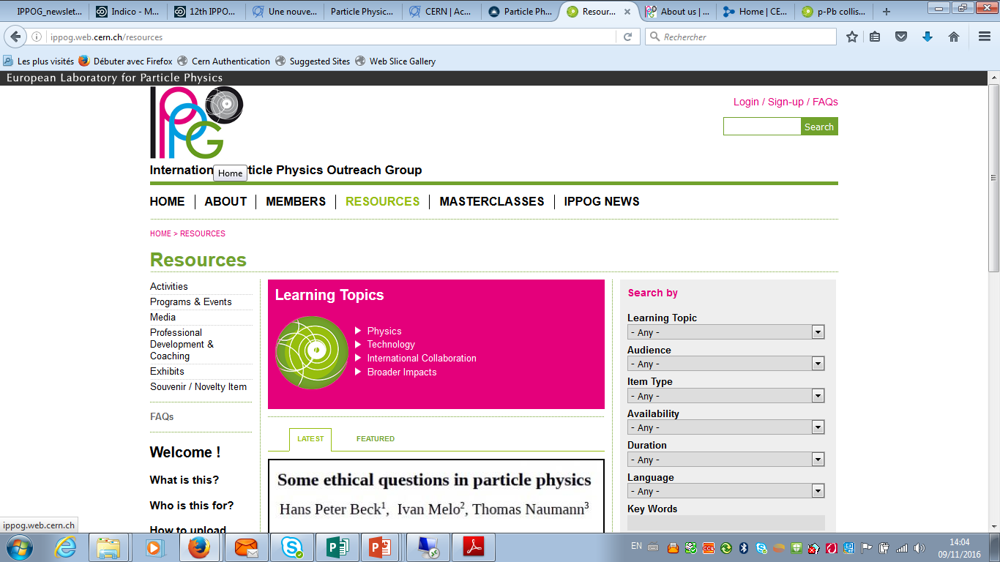 IPPOG_newslet...
Indico - M...
12th IPPO...
Une nouve...
Particle Physic...
CERN | Ac...
Particle Ph...
Resour...
About us | ...
Home | CE...
p-Pb collis...
ippog.web.cern.ch/resources
Rechercher
Les plus visités
Débuter avec Firefox
Cern Authentication
Suggested Sites
Web Slice Gallery
European Laboratory for Particle Physics
IPPOG
Login / Sign-up / FAQs
Search
Internation
ticle Physics Outreach Group
Home
HOME
ABOUT
MEMBERS
RESOURCES
MASTERCLASSES
IPPOG NEWS
HOME > RESOURCES
Resources
Activities
Programs & Events
Media
Professional
Development &
Coaching
Exhibits
Souvenir / Novelty Item
FAQs
Welcome !
What is this?
Who is this for?
How to upload
Learning Topics
Physics
Technology
International Collaboration
Broader Impacts
LATEST
FEATURED
Some ethical questions in particle physics
Hans Peter Beck¹, Ivan Melo², Thomas Naumann³
Search by
Learning Topic
- Any -
Audience
- Any -
Item Type
- Any -
Availability
- Any -
Duration
- Any -
Language
- Any -
Key Words
ippog.web.cern.ch
EN
14:04
09/11/2016